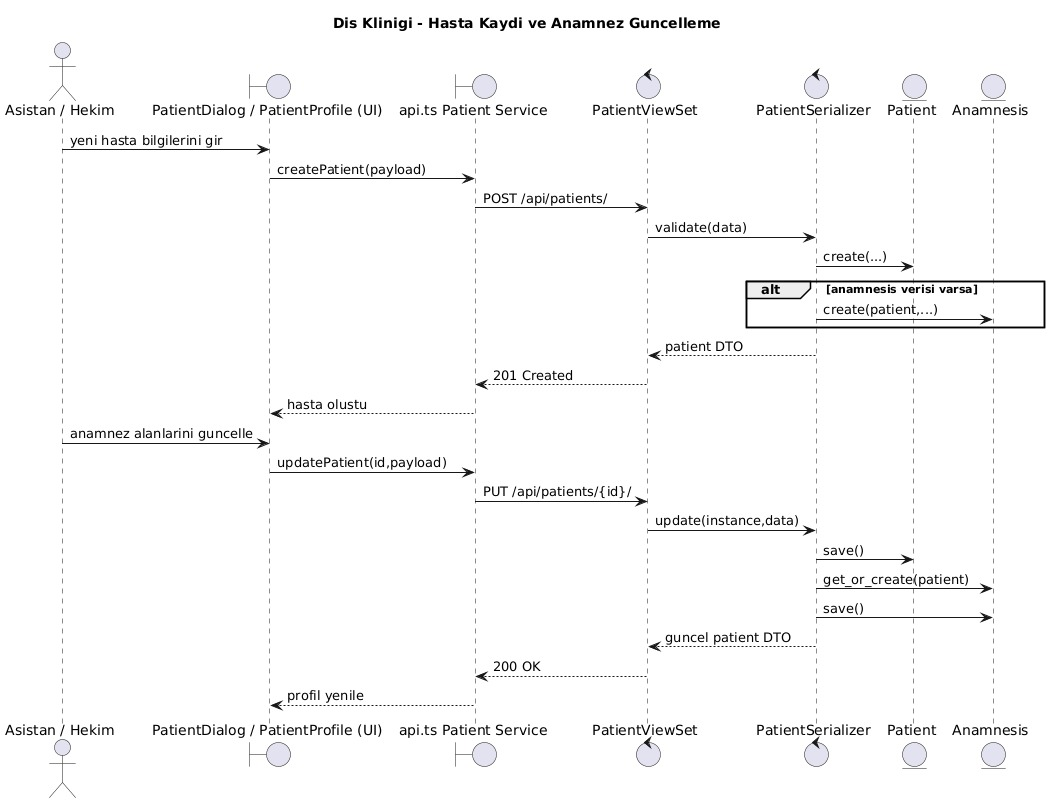 Dis Klinigi - Hasta Kaydi ve Anamnez Guncelleme
Asistan / Hekim
PatientDialog / PatientProfile (UI)
api.ts Patient Service
PatientViewSet
PatientSerializer
Patient
Anamnesis
yeni hasta bilgilerini gir
createPatient(payload)
POST /api/patients/
validate(data)
create(...)
alt
[anamnesis verisi varsa]
create(patient,...)
patient DTO
201 Created
hasta olustu
anamnez alanlarini guncelle
updatePatient(id,payload)
PUT /api/patients/{id}/
update(instance,data)
save()
get_or_create(patient)
save()
guncel patient DTO
200 OK
profil yenile
Asistan / Hekim
PatientDialog / PatientProfile (UI)
api.ts Patient Service
PatientViewSet
PatientSerializer
Patient
Anamnesis